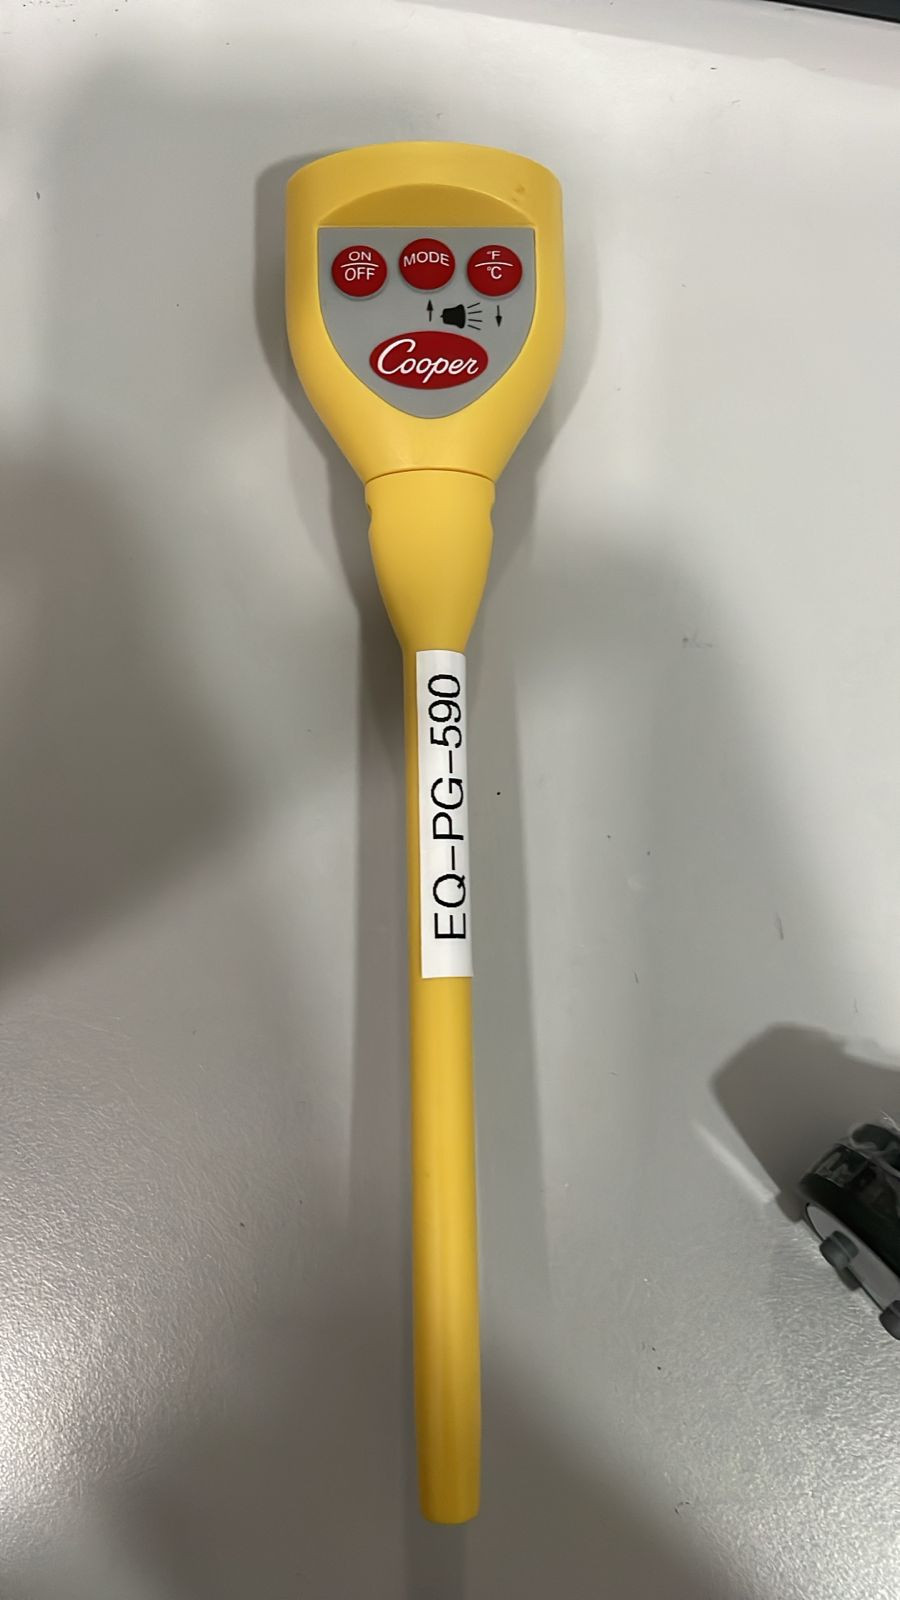 ON
OFF
MODE
°F
°C
Cooper
EQ-PG-590